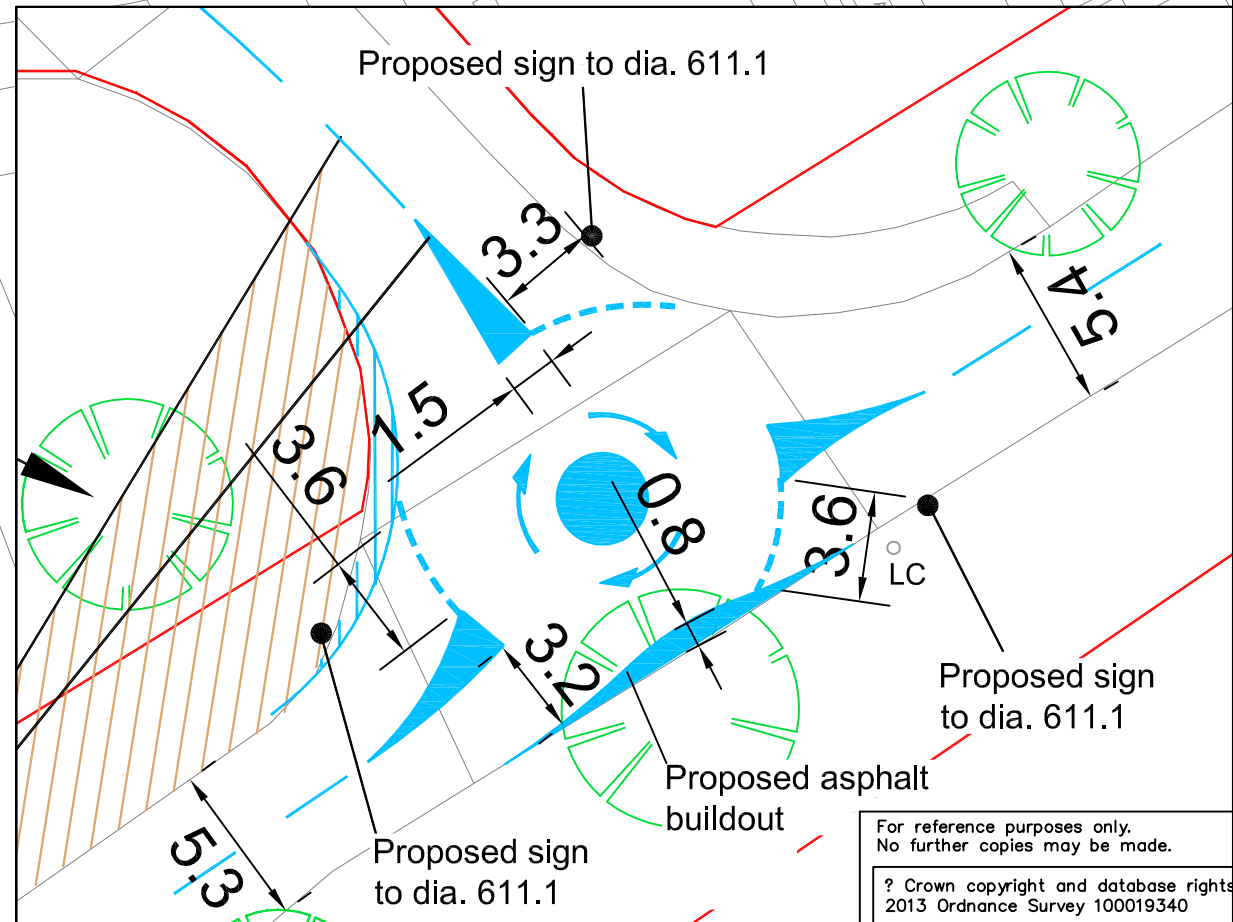 Proposed sign to dia. 611.1
3.3
5.4
1.5
3.6
0.8
3.6
LC
3.2
Proposed sign
to dia. 611.1
Proposed asphalt
buildout
5.3
Proposed sign
to dia. 611.1
For reference purposes only.
No further copies may be made.
? Crown copyright and database rights
2013 Ordnance Survey 100019340